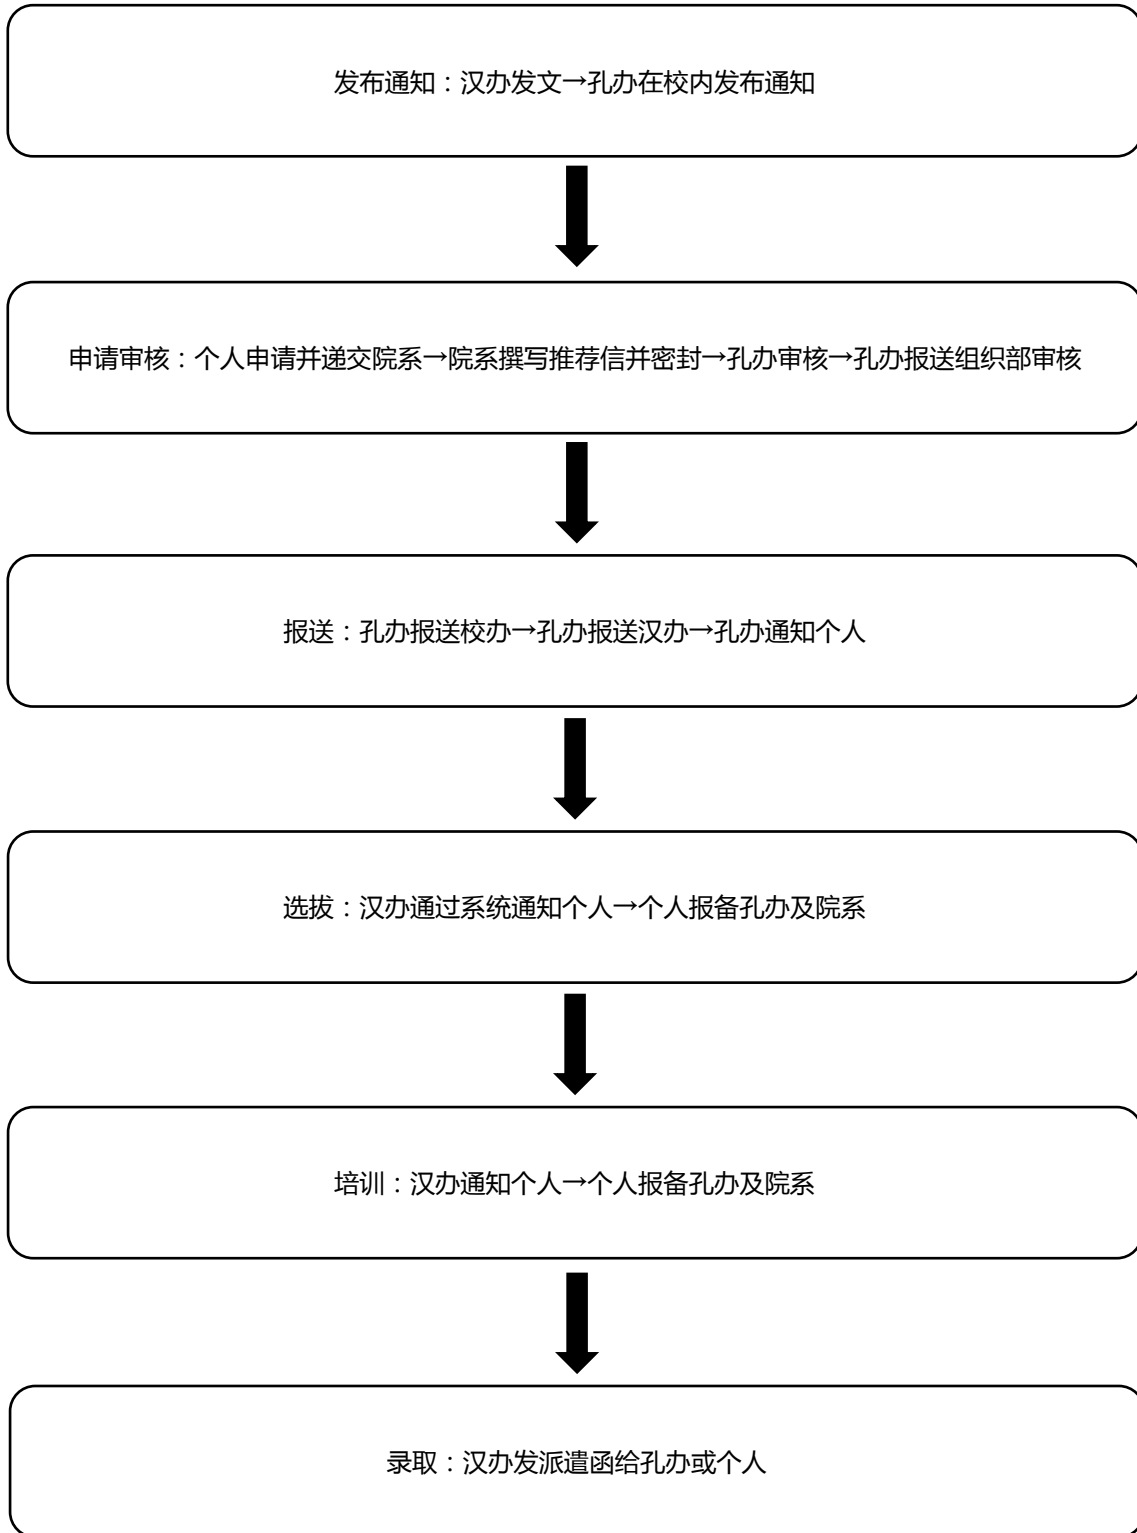 发布通知：汉办发文→孔办在校内发布通知
申请审核：个人申请并递交院系→院系撰写推荐信并密封→孔办审核→孔办报送组织部审核
报送：孔办报送校办→孔办报送汉办→孔办通知个人
选拔：汉办通过系统通知个人→个人报备孔办及院系
培训：汉办通知个人→个人报备孔办及院系
录取：汉办发派遣函给孔办或个人